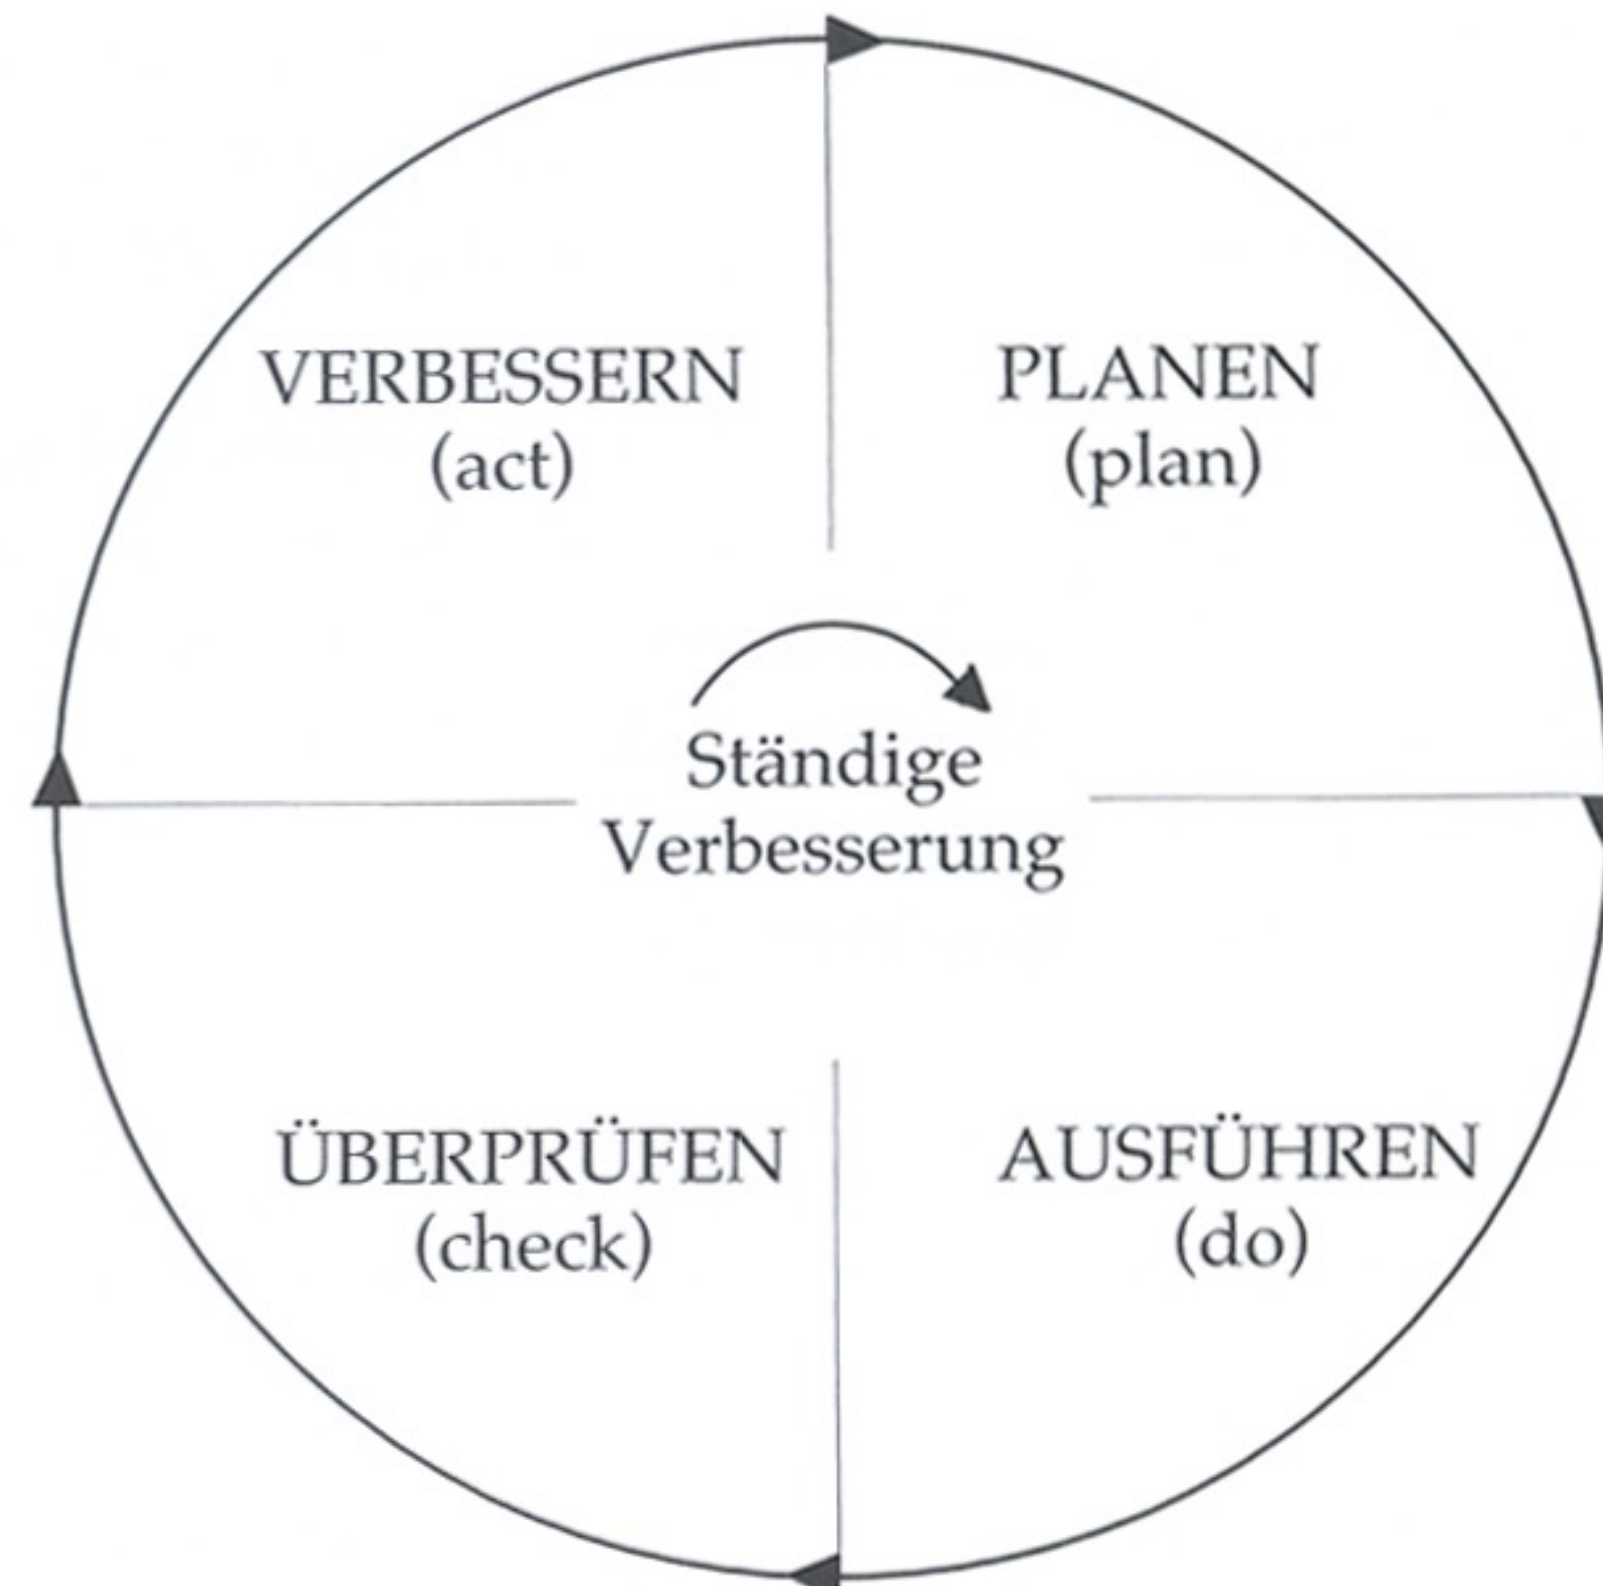 VERBESSERN
(act)
PLANEN
(plan)
Ständige
Verbesserung
ÜBERPRÜFEN
(check)
AUSFÜHREN
(do)